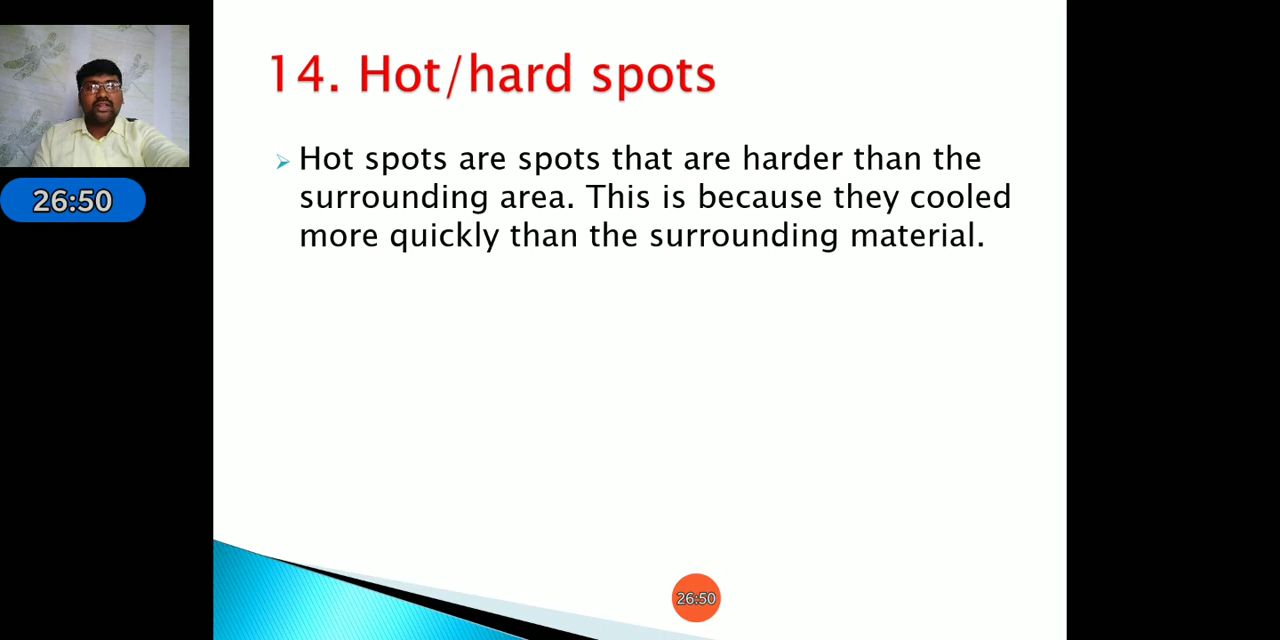 14. Hot/hard spots
26:50
Hot spots are spots that are harder than the
surrounding area. This is because they cooled
more quickly than the surrounding material.
26:50